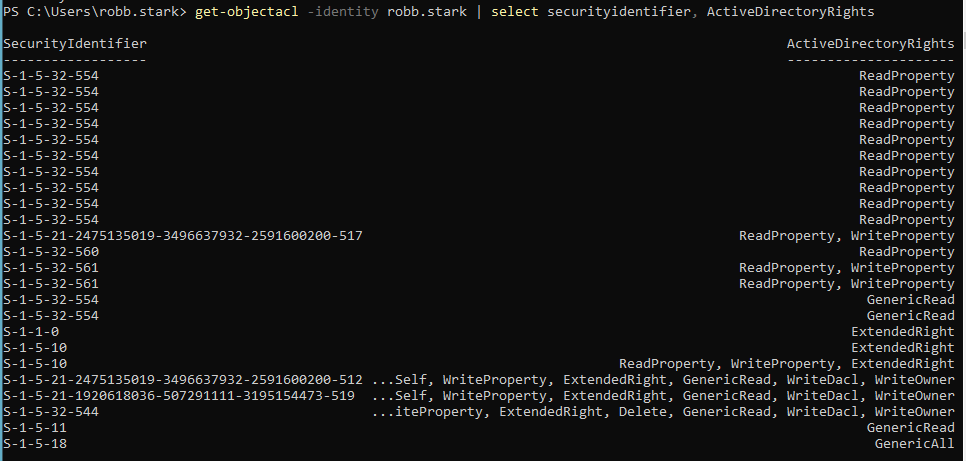 PS C:\Users\robb.stark> get-objectacl -identity robb.stark | select securityidentifier, ActiveDirectoryRights
SecurityIdentifier ActiveDirectoryRights
------------------ ---------------------
S-1-5-32-554 ReadProperty
S-1-5-32-554 ReadProperty
S-1-5-32-554 ReadProperty
S-1-5-32-554 ReadProperty
S-1-5-32-554 ReadProperty
S-1-5-32-554 ReadProperty
S-1-5-32-554 ReadProperty
S-1-5-32-554 ReadProperty
S-1-5-32-554 ReadProperty
S-1-5-32-554 ReadProperty
S-1-5-21-2475135019-3496637932-2591600200-517 ReadProperty, WriteProperty
S-1-5-32-560 ReadProperty
S-1-5-32-561 ReadProperty, WriteProperty
S-1-5-32-561 ReadProperty, WriteProperty
S-1-5-32-554 GenericRead
S-1-5-32-554 GenericRead
S-1-1-0 ExtendedRight
S-1-5-10 ExtendedRight
S-1-5-10 ReadProperty, WriteProperty, ExtendedRight
S-1-5-21-2475135019-3496637932-2591600200-512 ...Self, WriteProperty, ExtendedRight, GenericRead, WriteDacl, WriteOwner
S-1-5-21-1920618036-507291111-3195154473-519 ...Self, WriteProperty, ExtendedRight, GenericRead, WriteDacl, WriteOwner
S-1-5-32-544 ...iteProperty, ExtendedRight, Delete, GenericRead, WriteDacl, WriteOwner
S-1-5-11 GenericRead
S-1-5-18 GenericAll